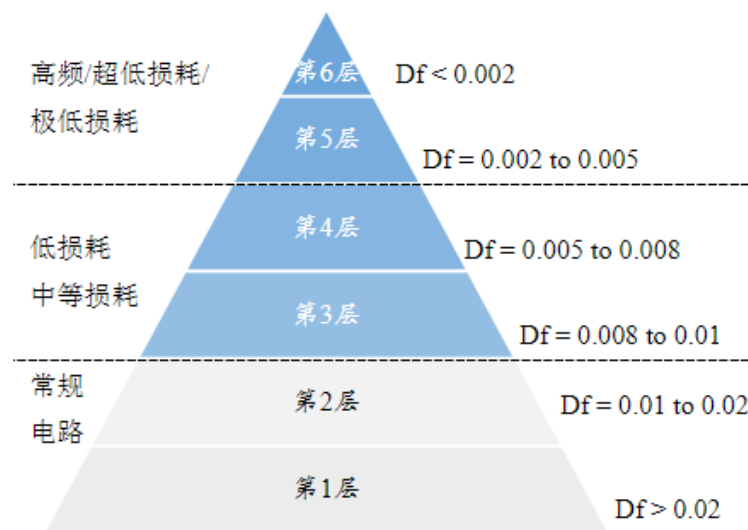 高频/超低损耗/
极低损耗
第6层
Df < 0.002
第5层
Df = 0.002 to 0.005
低损耗
中等损耗
第4层
Df = 0.005 to 0.008
第3层
Df = 0.008 to 0.01
常规
电路
第2层
Df = 0.01 to 0.02
第1层
Df > 0.02